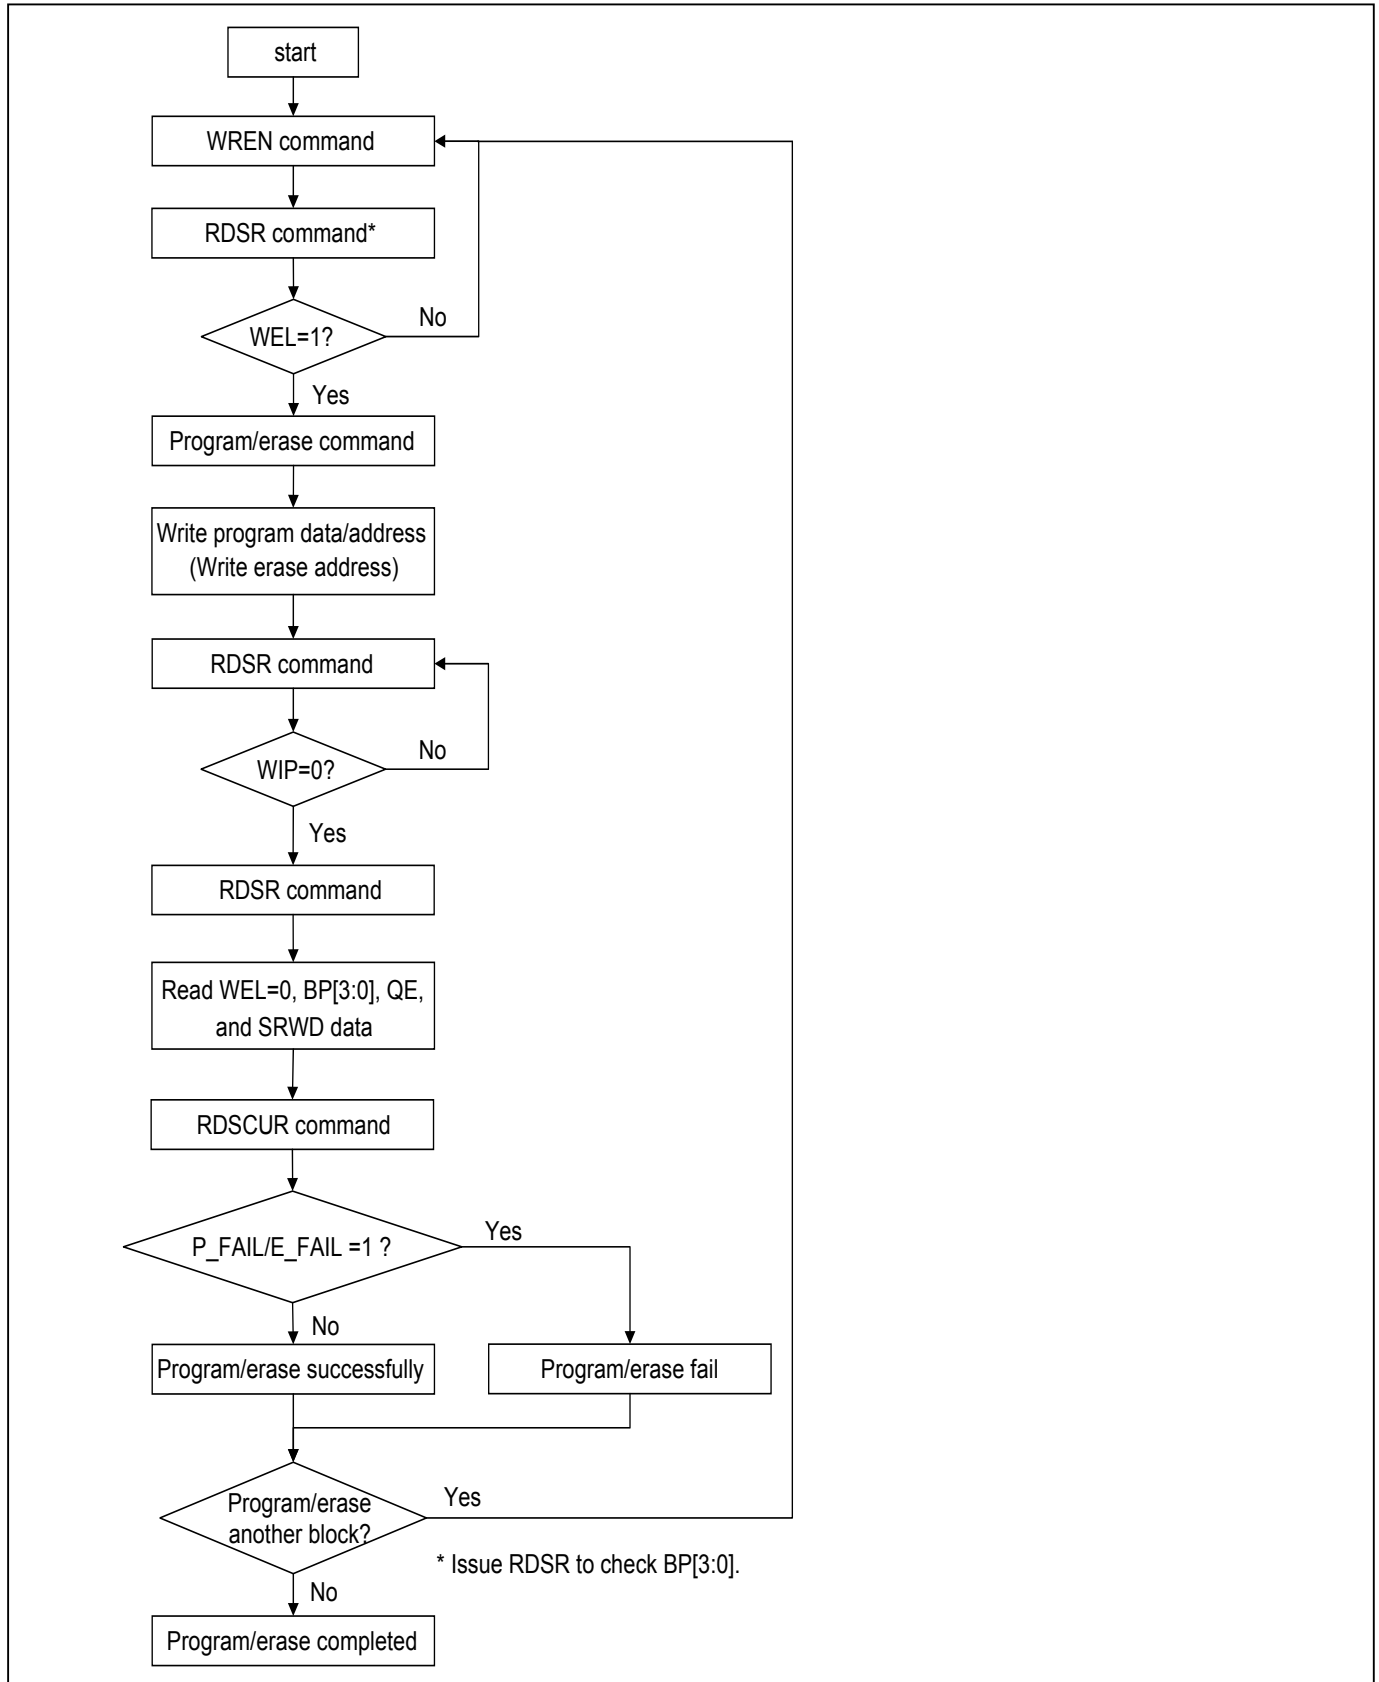 start
WREN command
RDSR command*
WEL=1?
No
Yes
Program/erase command
Write program data/address
(Write erase address)
RDSR command
WIP=0?
No
Yes
RDSR command
Read WEL=0, BP[3:0], QE,
and SRWD data
RDSCUR command
P_FAIL/E_FAIL =1 ?
Yes
No
Program/erase successfully
Program/erase fail
Program/erase
another block?
Yes
* Issue RDSR to check BP[3:0].
No
Program/erase completed